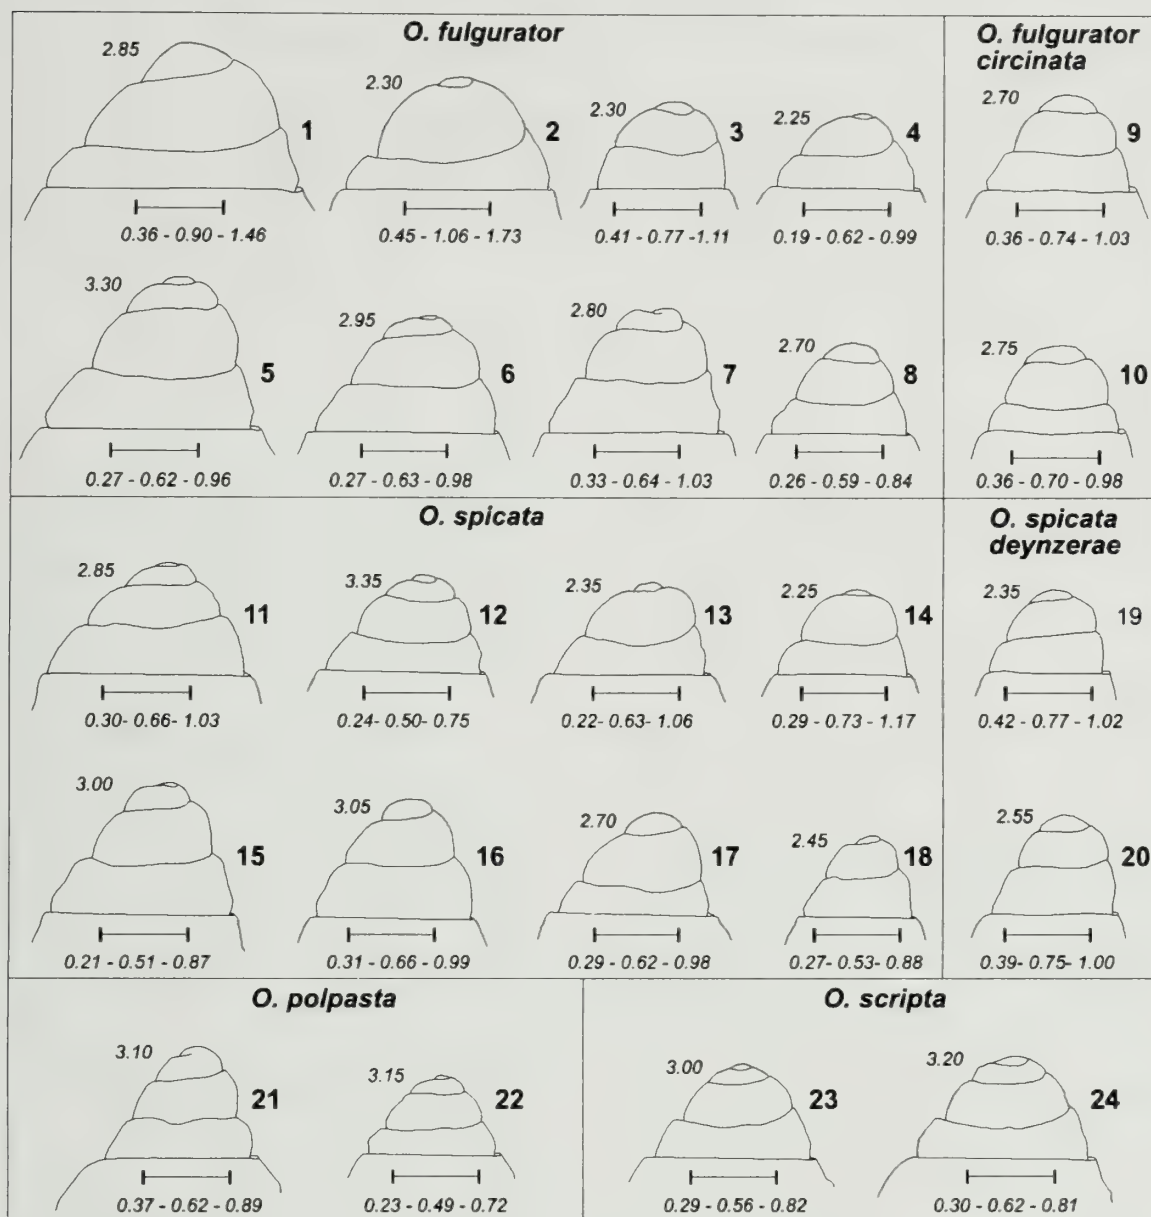 O. fulgurator
2.85
1
0.36 - 0.90 - 1.46
2.30
2
0.45 - 1.06 - 1.73
2.30
3
0.41 - 0.77 -1.11
2.25
4
0.19 - 0.62 - 0.99
3.30
5
0.27 - 0.62 - 0.96
2.95
6
0.27 - 0.63 - 0.98
2.80
7
0.33 - 0.64 - 1.03
2.70
8
0.26 - 0.59 - 0.84
O. fulgurator
circinata
2.70
9
0.36 - 0.74 - 1.03
2.75
10
0.36 - 0.70 - 0.98
O. spicata
2.85
11
0.30- 0.66- 1.03
3.35
12
0.24 - 0.50 - 0.75
2.35
13
0.22- 0.63 - 1.06
2.25
14
0.29 - 0.73 - 1.17
3.00
15
0.21 - 0.51 - 0.87
3.05
16
0.31 - 0.66 - 0.99
2.70
17
0.29 - 0.62 - 0.98
2.45
18
0.27- 0.53- 0.88
O. spicata
deynzerae
2.35
19
0.42 - 0.77 - 1.02
2.55
20
0.39- 0.75- 1.00
O. polpasta
3.10
21
0.37 - 0.62 - 0.89
3.15
22
0.23 - 0.49 - 0.72
O. scripta
3.00
23
0.29 - 0.56 - 0.82
3.20
24
0.30 - 0.62 - 0.81